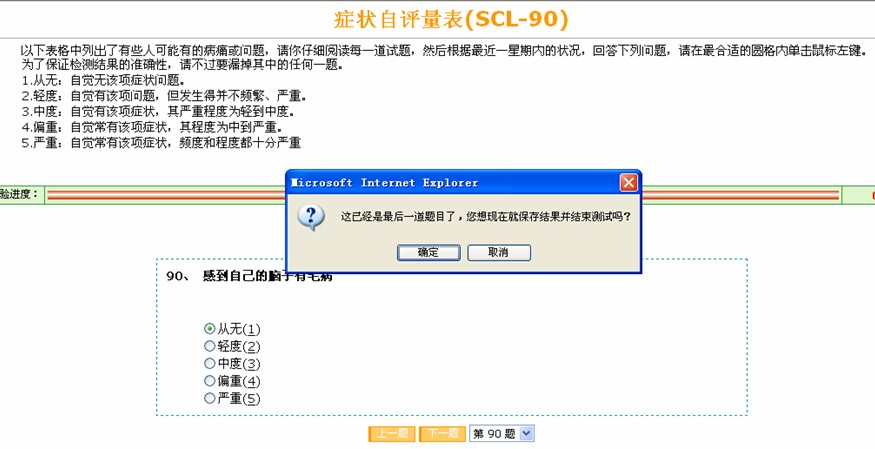 症状自评量表(SCL-90)
以下表格中列出了有些人可能有的病痛或问题，请你仔细阅读每一道试题，然后根据最近一星期内的状况，回答下列问题，请在最合适的圆格内单击鼠标左键。
为了保证检测结果的准确性，请不过要漏掉其中的任何一题。
1.从无：自觉无该项症状问题。
2.轻度：自觉有该项问题，但发生得并不频繁、严重。
3.中度：自觉有该项症状，其严重程度为轻到中度。
4.偏重：自觉常有该项症状，其程度为中到严重。
5.严重：自觉常有该项症状，频度和程度都十分严重
Microsoft Internet Explorer
验进度：
这已经是最后一道题目了，您想现在就保存结果并结束测试吗？
确定 取消
90、 感到自己的脑子有毛病
从无(1)
轻度(2)
中度(3)
偏重(4)
严重(5)
上一题 下一题 第 90 题